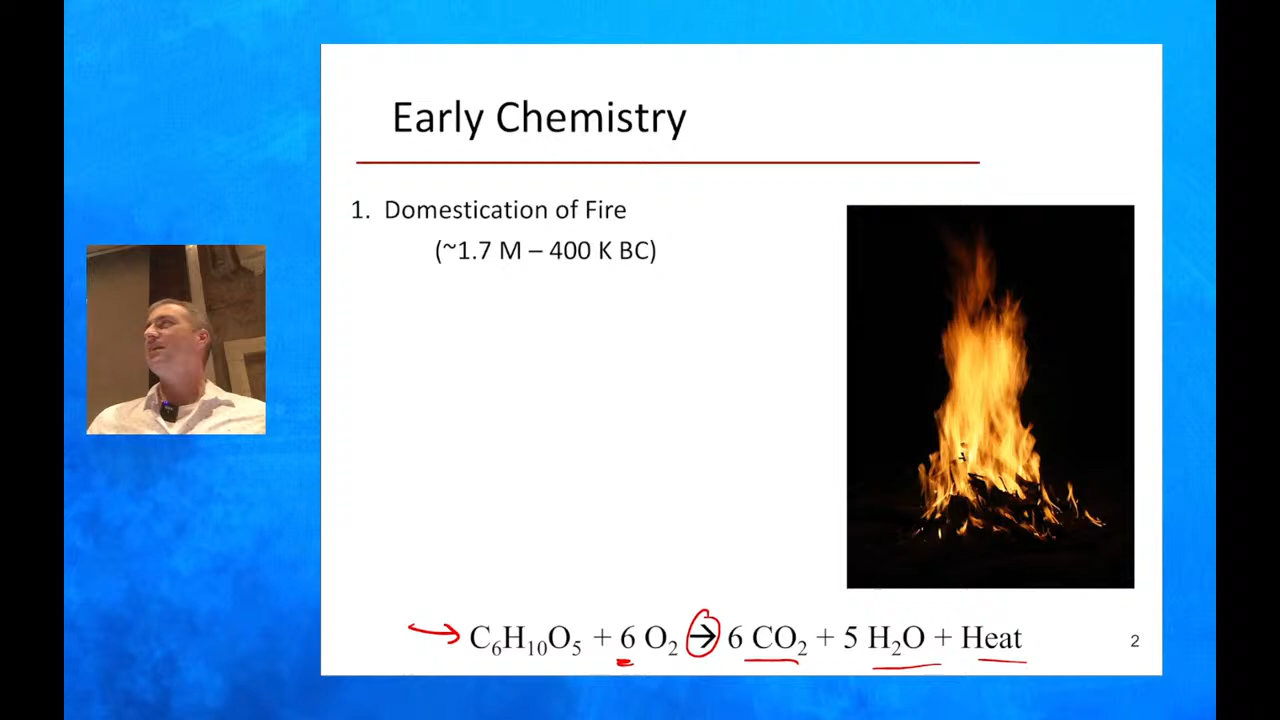 Early Chemistry
1. Domestication of Fire
(~1.7 M – 400 K BC)
C₆H₁₀O₅ + 6 O₂ → 6 CO₂ + 5 H₂O + Heat
2